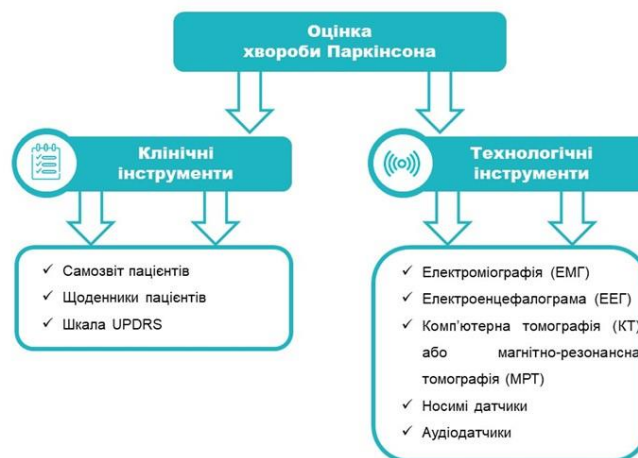 Оцінка
хвороби Паркінсона
Клінічні
інструменти
Технологічні
інструменти
✓ Самозвіт пацієнтів
✓ Щоденники пацієнтів
✓ Шкала UPDRS
✓ Електроміографія (ЕМГ)
✓ Електроенцефалограма (ЕЕГ)
✓ Комп'ютерна томографія (КТ)
або магнітно-резонансна
томографія (МРТ)
✓ Носимі датчики
✓ Аудіодатчики